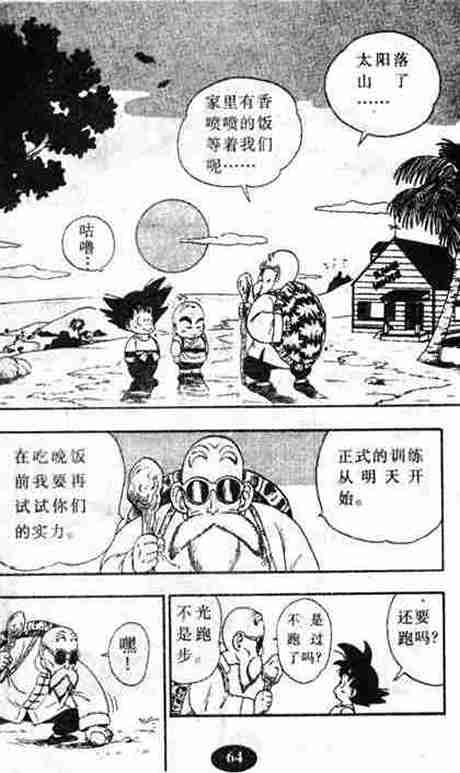 太阳落
山了
……
家里有香
喷喷的饭
等着我们
呢……
咕
噜
…
正式的训练
从明天开
始。
在吃晚饭
前我要再
试试你们
的实力。
还要
跑吗?
不是
跑过
了吗?
不光
是跑
步。
嘿!
64